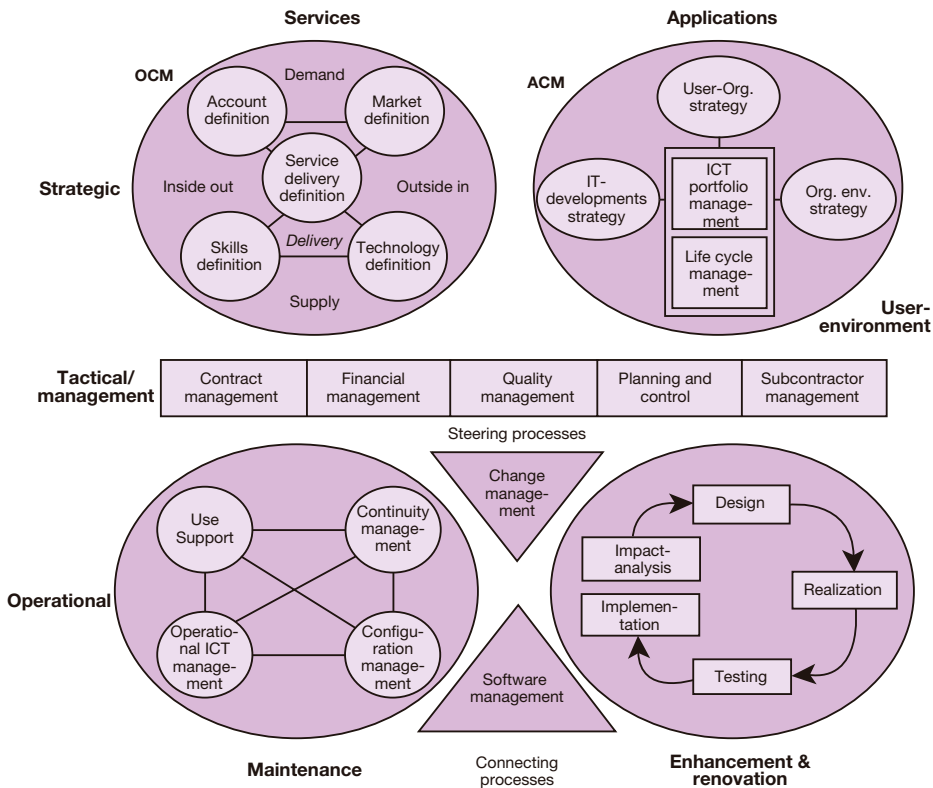 Services
Applications
OCM
Demand
Account
definition
Market
definition
Service
delivery
definition
Strategic
Inside out
Outside in
Skills
definition
Delivery
Technology
definition
Supply
ACM
User-Org.
strategy
IT-
developments
strategy
ICT
portfolio
manage-
ment
Org. env.
strategy
Life cycle
manage-
ment
User-
environment
Tactical/
management
Contract
management
Financial
management
Quality
management
Planning and
control
Subcontractor
management
Steering processes
Change
manage-
ment
Use
Support
Continuity
manage-
ment
Operational
Operatio-
nal ICT
manage-
ment
Configu-
ration
manage-
ment
Software
management
Design
Impact-
analysis
Realization
Implemen-
tation
Testing
Maintenance
Connecting
processes
Enhancement &
renovation